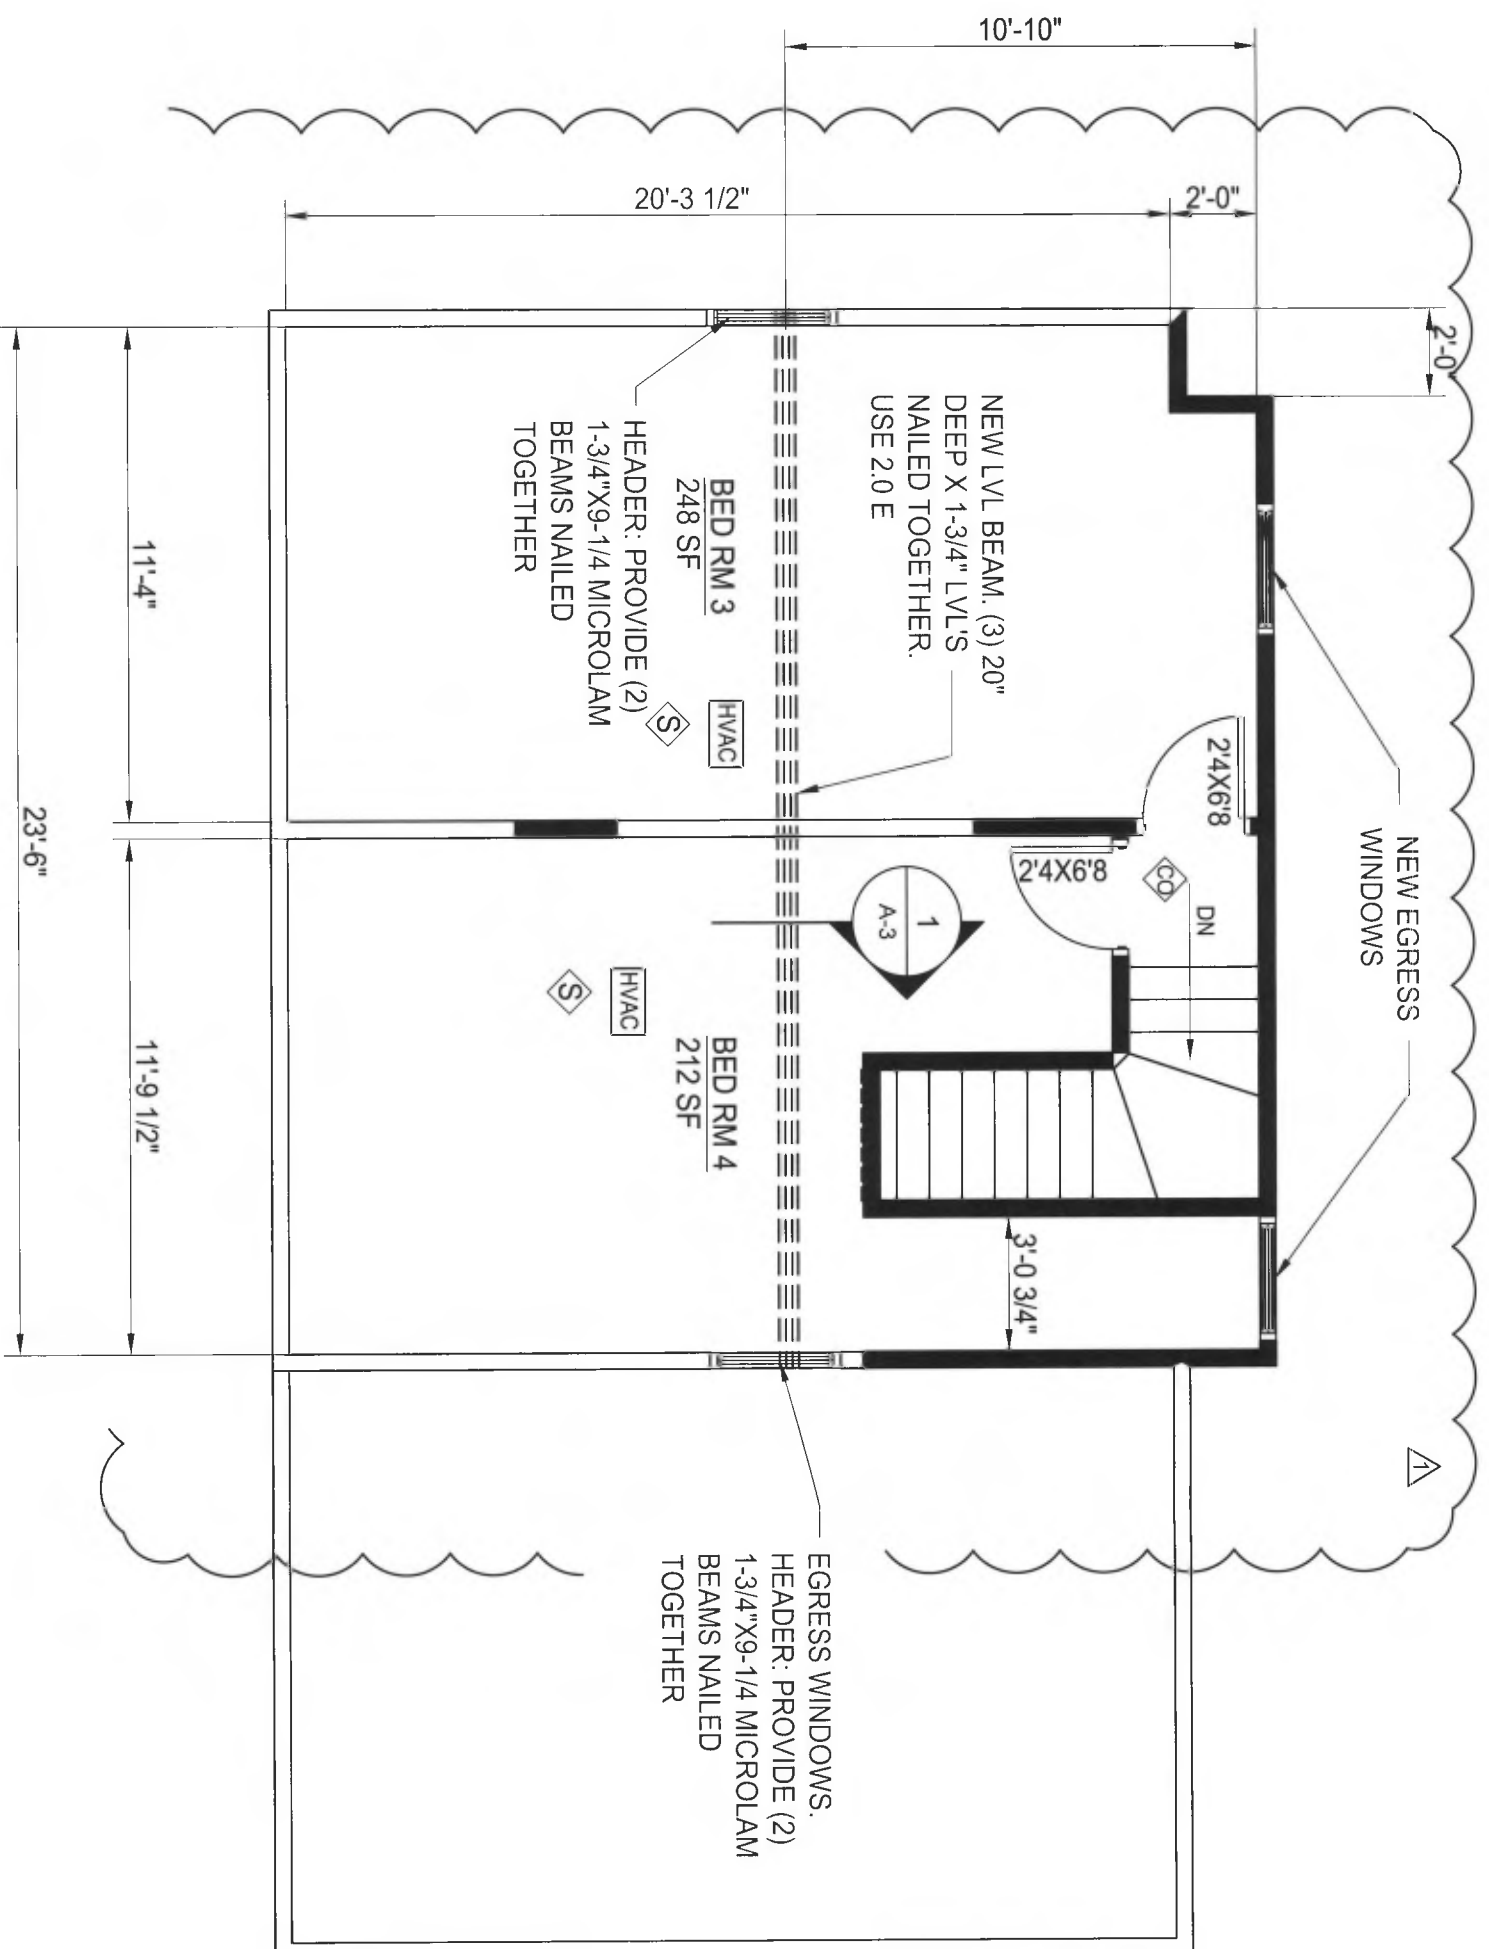 10'-10"
20'-3 1/2"
2'-0"
2'-0"
NEW EGRESS
WINDOWS
NEW LVL BEAM. (3) 20"
DEEP X 1-3/4" LVL'S
NAILED TOGETHER.
USE 2.0 E
2'4X6'8
2'4X6'8
CO
DN
1
A-3
BED RM 3
248 SF
HVAC
S
HEADER: PROVIDE (2)
1-3/4"X9-1/4 MICROLAM
BEAMS NAILED
TOGETHER
BED RM 4
212 SF
HVAC
S
3'-0 3/4"
11'-4"
11'-9 1/2"
23'-6"
1
EGRESS WINDOWS.
HEADER: PROVIDE (2)
1-3/4"X9-1/4 MICROLAM
BEAMS NAILED
TOGETHER